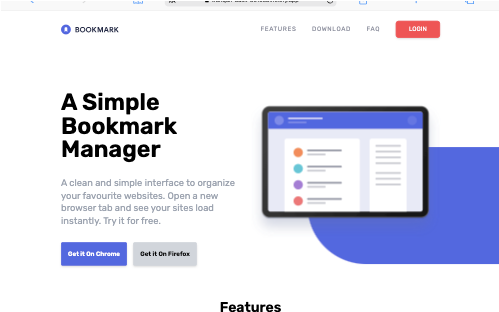 BOOKMARK
FEATURES DOWNLOAD FAQ LOGIN
A Simple
Bookmark
Manager
A clean and simple interface to organize
your favourite websites. Open a new
browser tab and see your sites load
instantly. Try it for free.
Get it On Chrome Get it On Firefox
Features